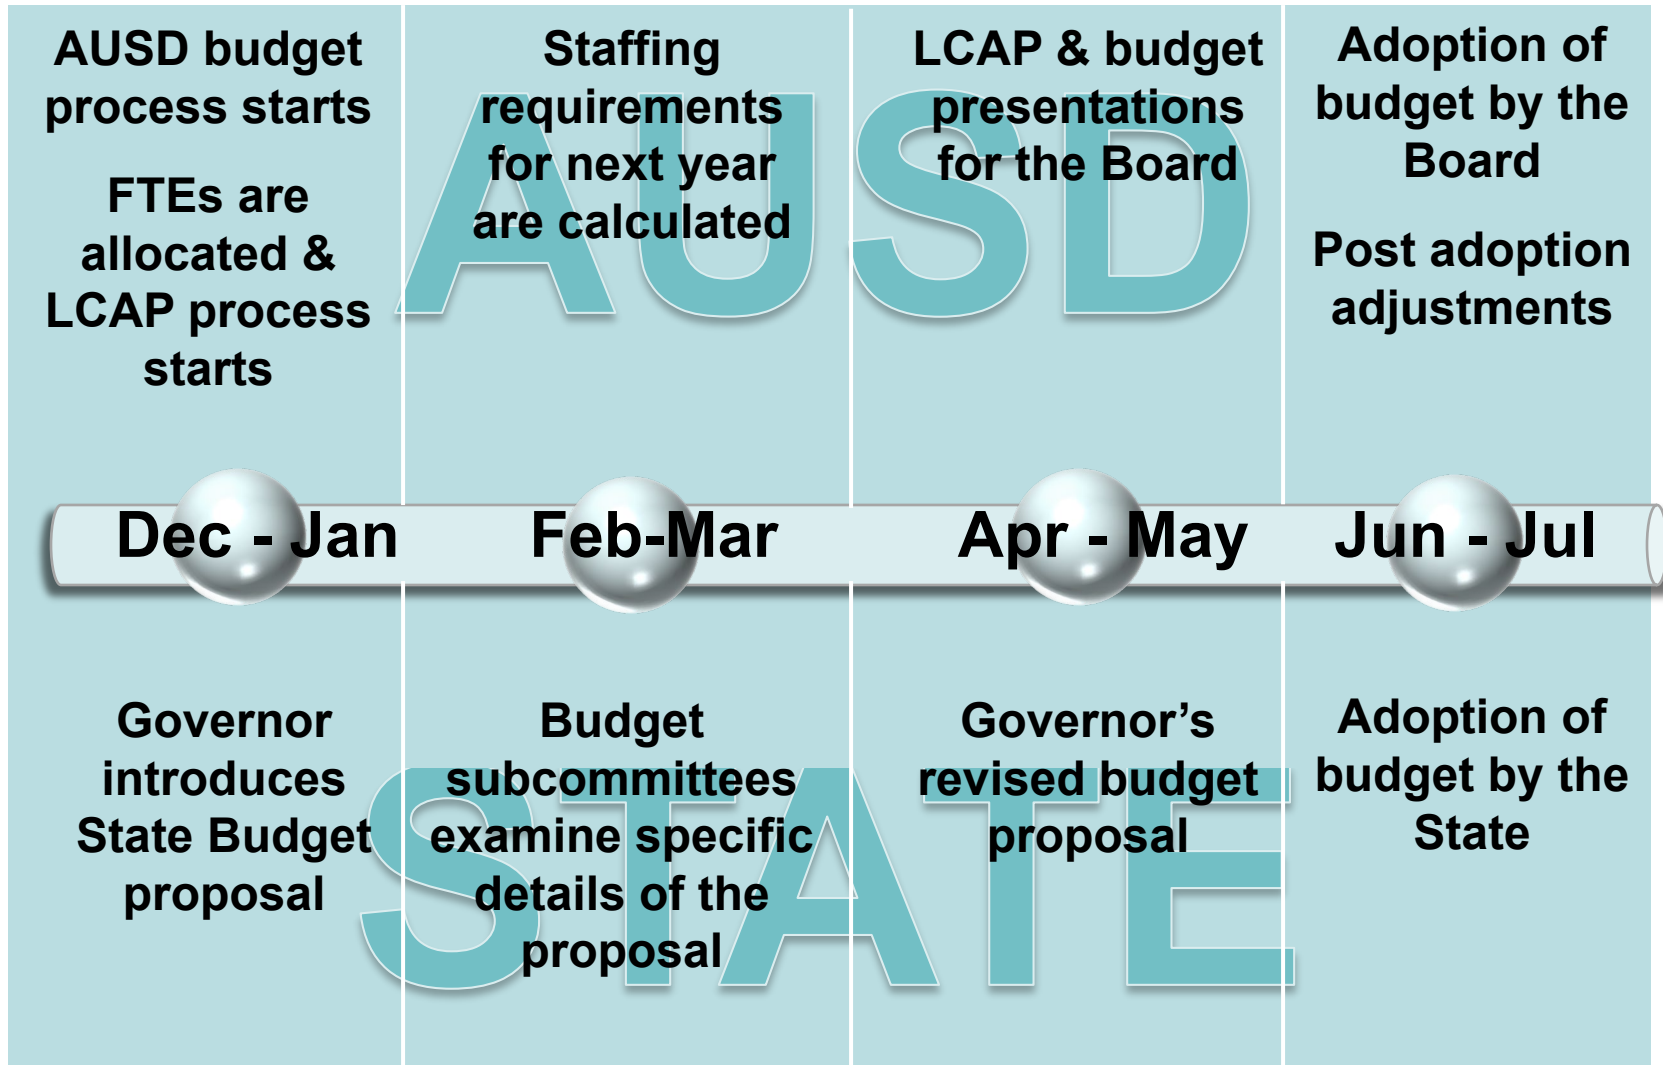 AUSD budget
process starts
FTEs are
allocated &
LCAP process
starts
Staffing
requirements
for next year
are calculated
LCAP & budget
presentations
for the Board
Adoption of
budget by the
Board
Post adoption
adjustments
AUSD
Dec - Jan
Feb-Mar
Apr - May
Jun - Jul
Governor
introduces
State Budget
proposal
Budget
subcommittees
examine specific
details of the
proposal
Governor’s
revised budget
proposal
Adoption of
budget by the
State
STATE